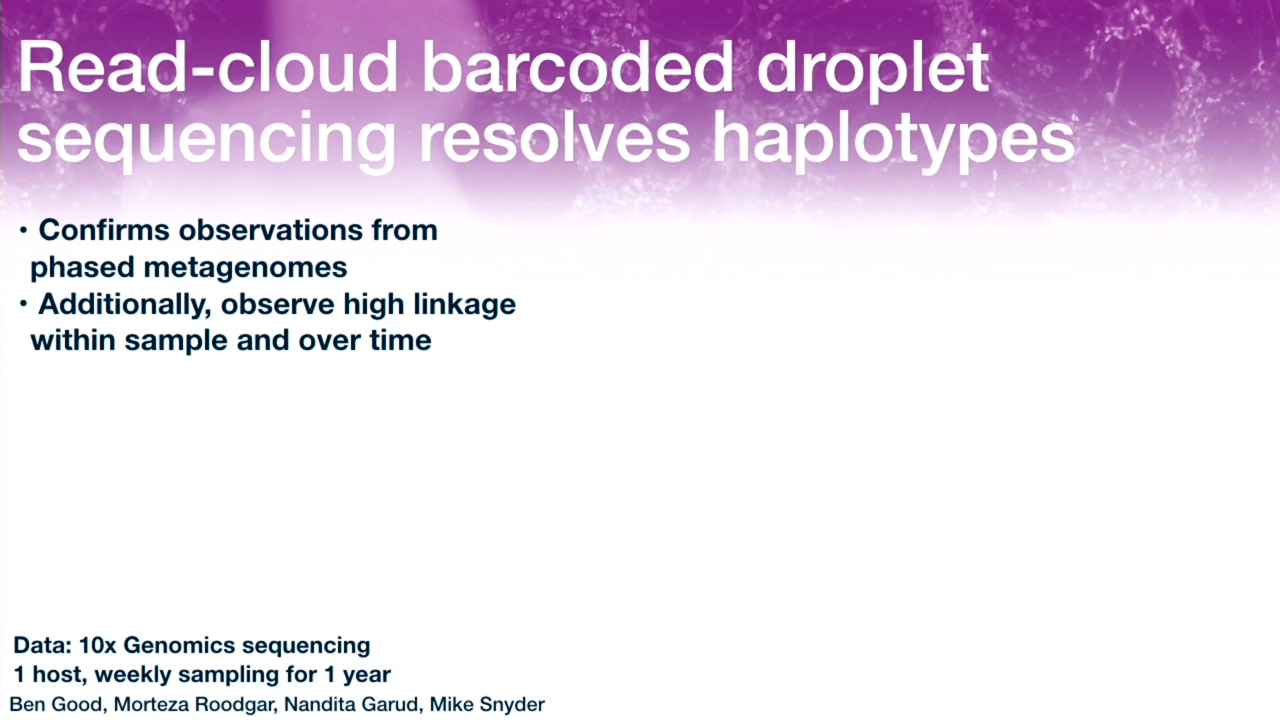 Read-cloud barcoded droplet
sequencing resolves haplotypes
• Confirms observations from
phased metagenomes
• Additionally, observe high linkage
within sample and over time
Data: 10x Genomics sequencing
1 host, weekly sampling for 1 year
Ben Good, Morteza Roodgar, Nandita Garud, Mike Snyder